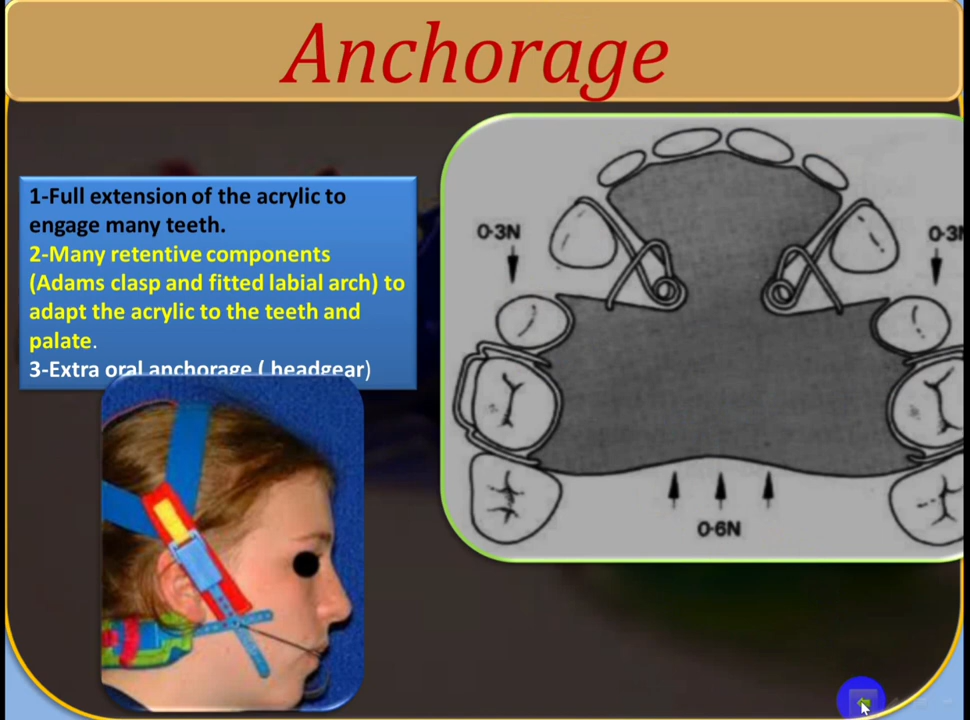 Anchorage
1-Full extension of the acrylic to
engage many teeth.
2-Many retentive components
(Adams clasp and fitted labial arch) to
adapt the acrylic to the teeth and
palate.
3-Extra oral anchorage ( headgear)
0·3N
0·3N
0·6N